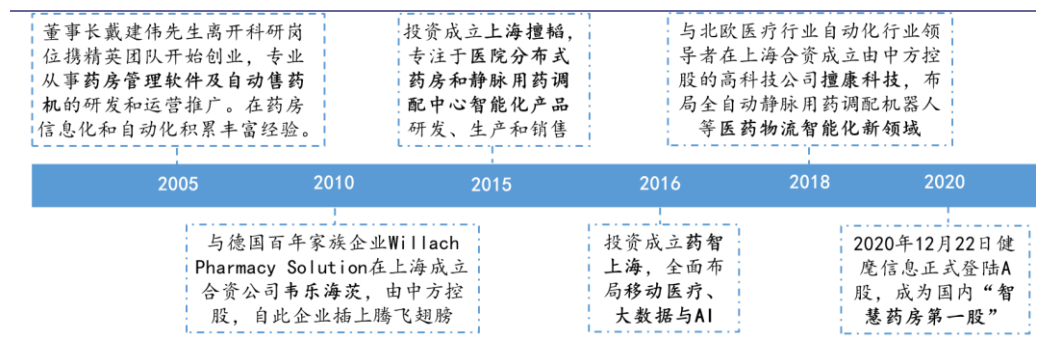 董事长戴建伟先生离开科研岗
位携精英团队开始创业，专业
从事药房管理软件及自动售药
机的研发和运营推广。在药房
信息化和自动化积累丰富经验。
投资成立上海擅韬，
专注于医院分布式
药房和静脉用药调
配中心智能化产品
研发、生产和销售
与北欧医疗行业自动化行业领
导者在上海合资成立由中方控
股的高科技公司擅康科技，布
局全自动静脉用药调配机器人
等医药物流智能化新领域
2005
2010
2015
2016
2018
2020
与德国百年家族企业Willach
Pharmacy Solution在上海成立
合资公司韦乐海茨，由中方控
股，自此企业插上腾飞翅膀
投资成立药智
上海，全面布
局移动医疗、
大数据与AI
2020年12月22日健
麾信息正式登陆A
股，成为国内“智
慧药房第一股”